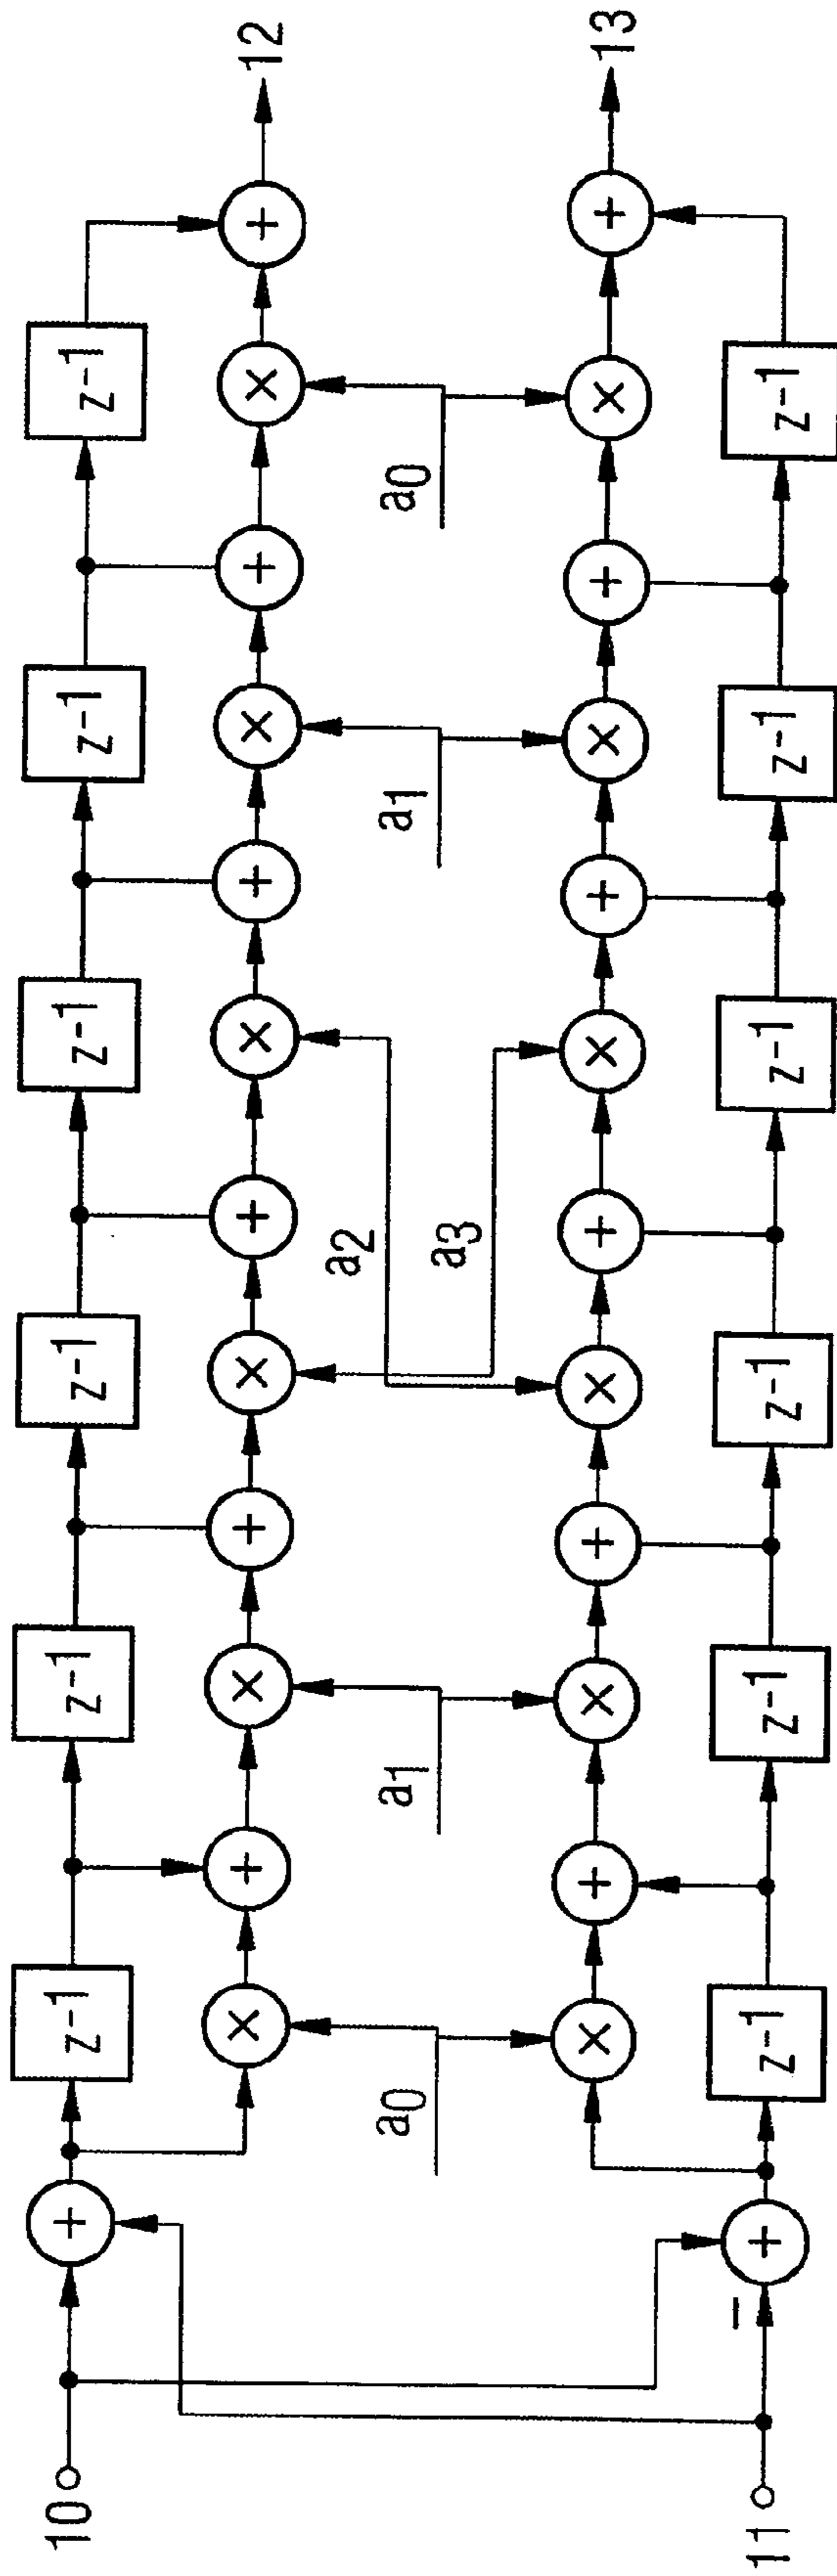 10 + z⁻¹ z⁻¹ z⁻¹ z⁻¹ z⁻¹ z⁻¹
× + × + × + × + × + × + 12
a₀ a₁ a₂ a₃ a₁ a₀
× + × + × + × + × + × + 13
11 − + z⁻¹ z⁻¹ z⁻¹ z⁻¹ z⁻¹ z⁻¹